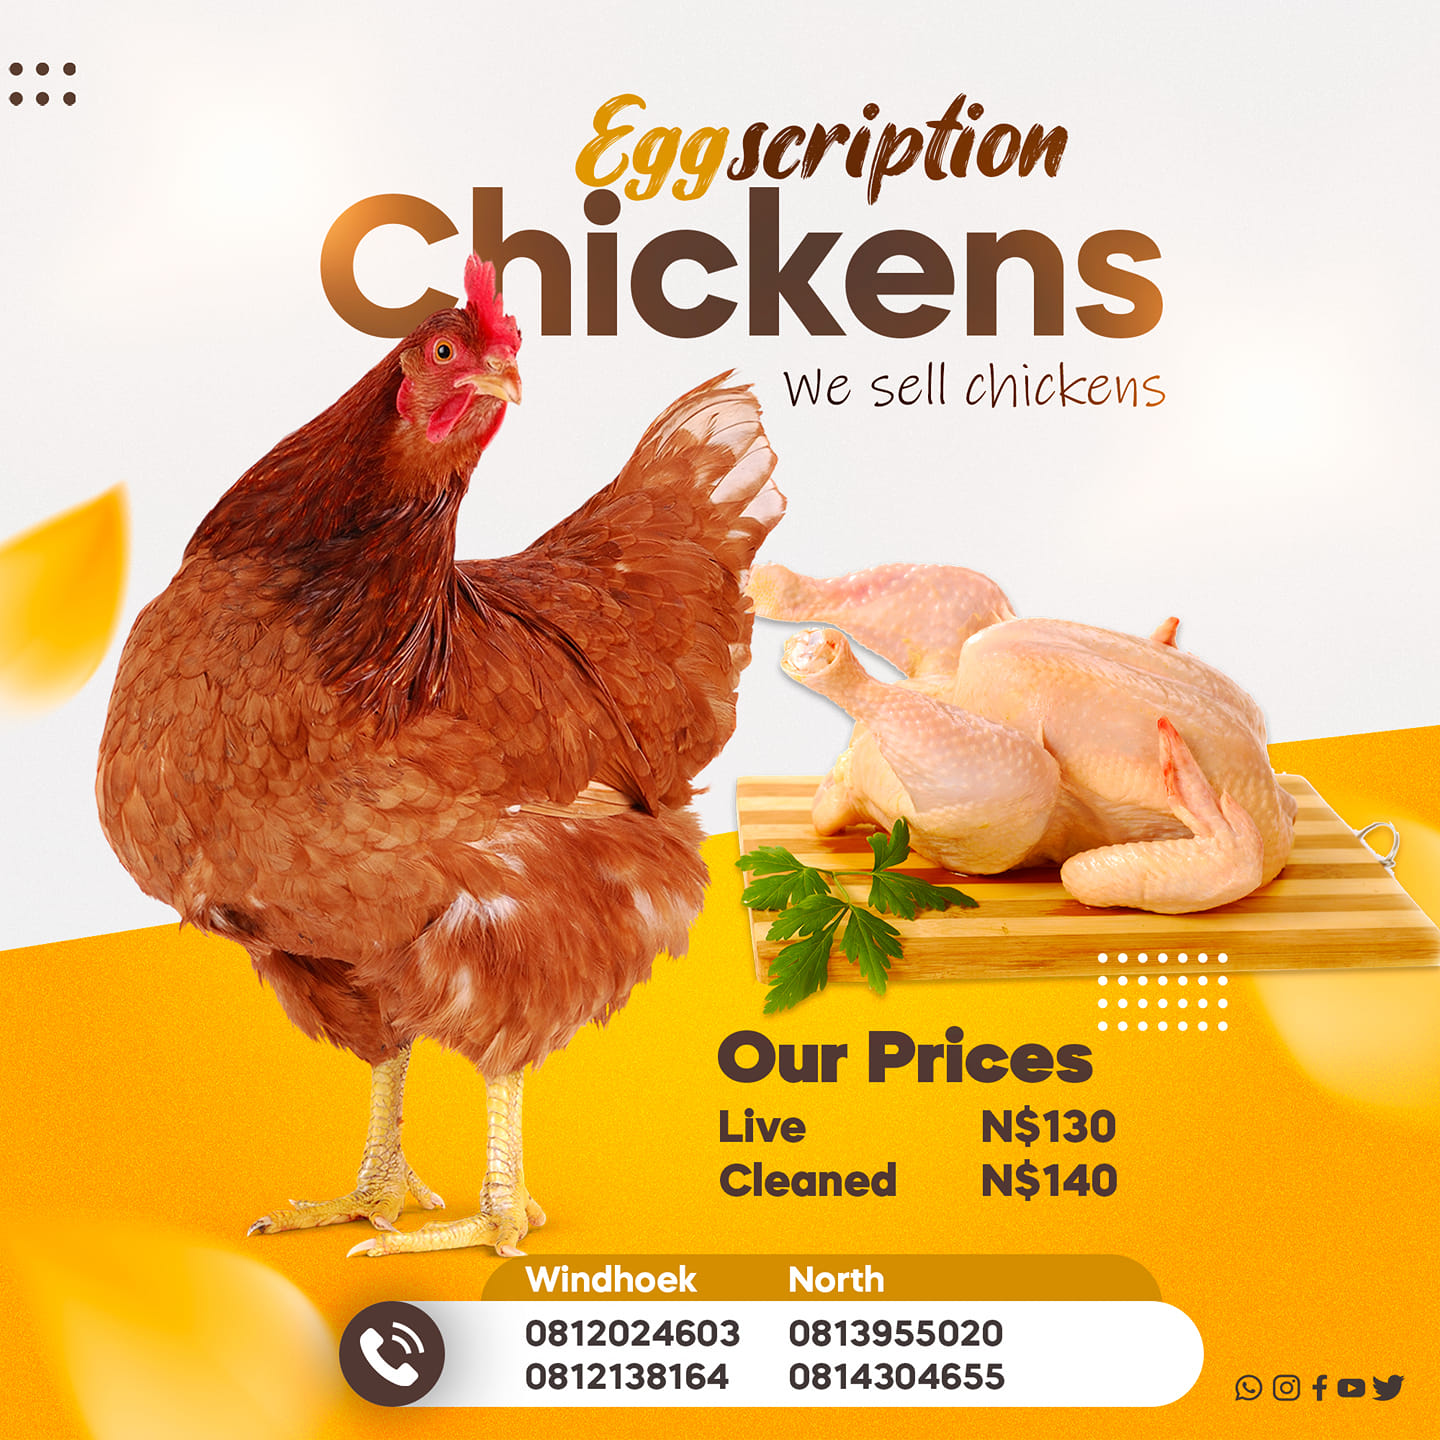 Eggscription
Chickens
We sell chickens
Our Prices
Live N$130
Cleaned N$140
Windhoek North
0812024603 0813955020
0812138164 0814304655